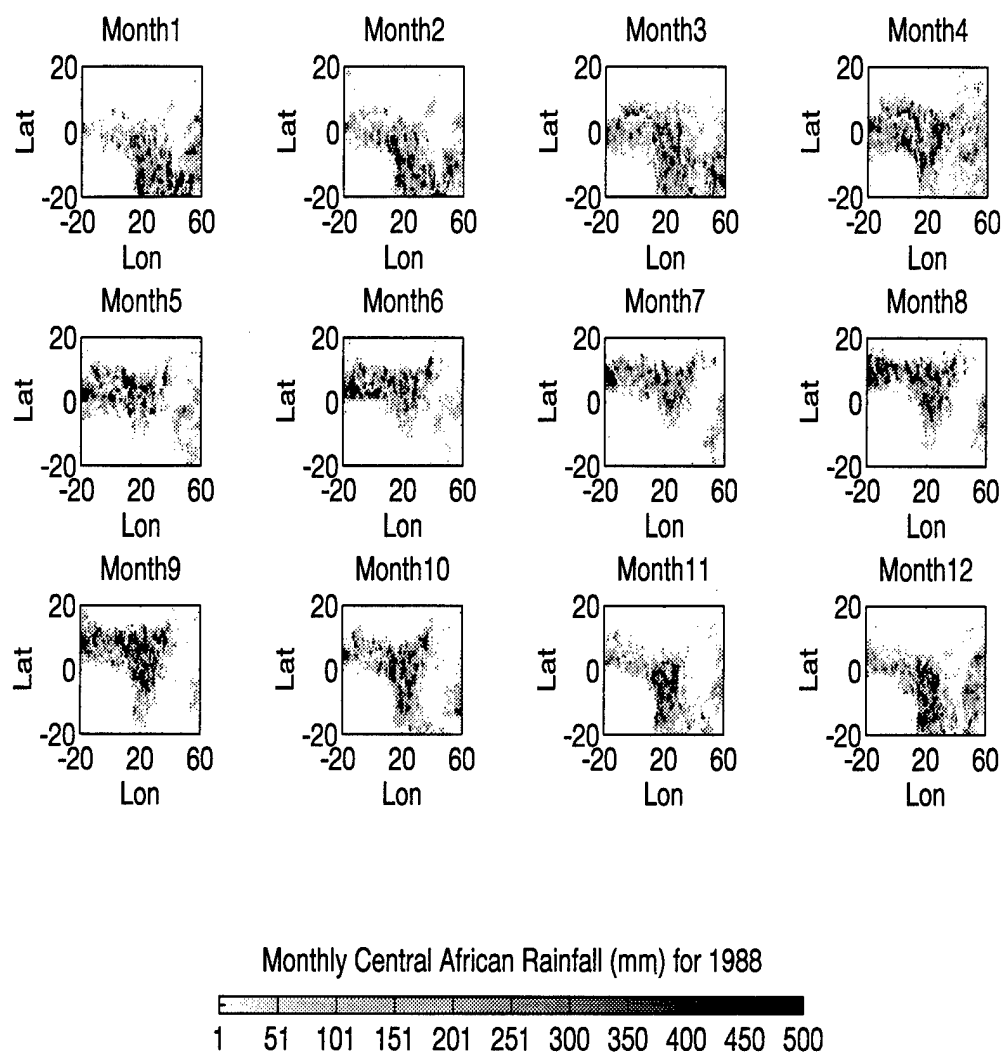 Month1 Month2 Month3 Month4
20 20 20 20
Lat 0 Lat 0 Lat 0 Lat 0
-20 -20 -20 -20
-20 20 60 -20 20 60 -20 20 60 -20 20 60
Lon Lon Lon Lon
Month5 Month6 Month7 Month8
20 20 20 20
Lat 0 Lat 0 Lat 0 Lat 0
-20 -20 -20 -20
-20 20 60 -20 20 60 -20 20 60 -20 20 60
Lon Lon Lon Lon
Month9 Month10 Month11 Month12
20 20 20 20
Lat 0 Lat 0 Lat 0 Lat 0
-20 -20 -20 -20
-20 20 60 -20 20 60 -20 20 60 -20 20 60
Lon Lon Lon Lon
Monthly Central African Rainfall (mm) for 1988
1 51 101 151 201 251 300 350 400 450 500